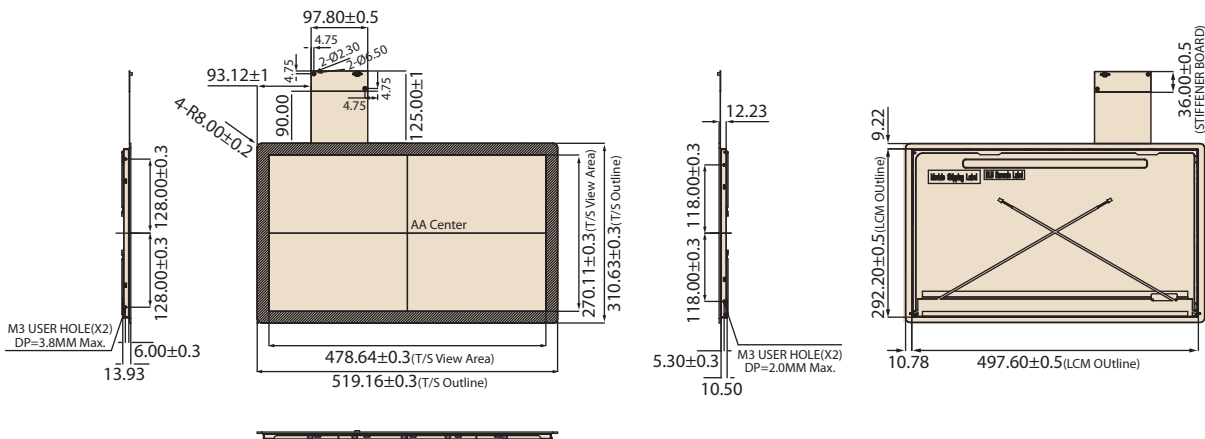 97.80±0.5
4.75
2-Ø2.30
2-Ø6.50
4.75
4.75
4.75
93.12±1
90.00
125.00±1
4-R8.00±0.2
128.00±0.3
128.00±0.3
M3 USER HOLE(X2)
DP=3.8MM Max.
6.00±0.3
13.93
AA Center
270.11±0.3(T/S View Area)
310.63±0.3(T/S Outline)
478.64±0.3(T/S View Area)
519.16±0.3(T/S Outline)
12.23
118.00±0.3
118.00±0.3
5.30±0.3
10.50
M3 USER HOLE(X2)
DP=2.0MM Max.
36.00±0.5
(STIFFENER BOARD)
9.22
292.20±0.5(LCM OUtline)
Module Shipping Label
Barcode Label
10.78
497.60±0.5(LCM OUtline)